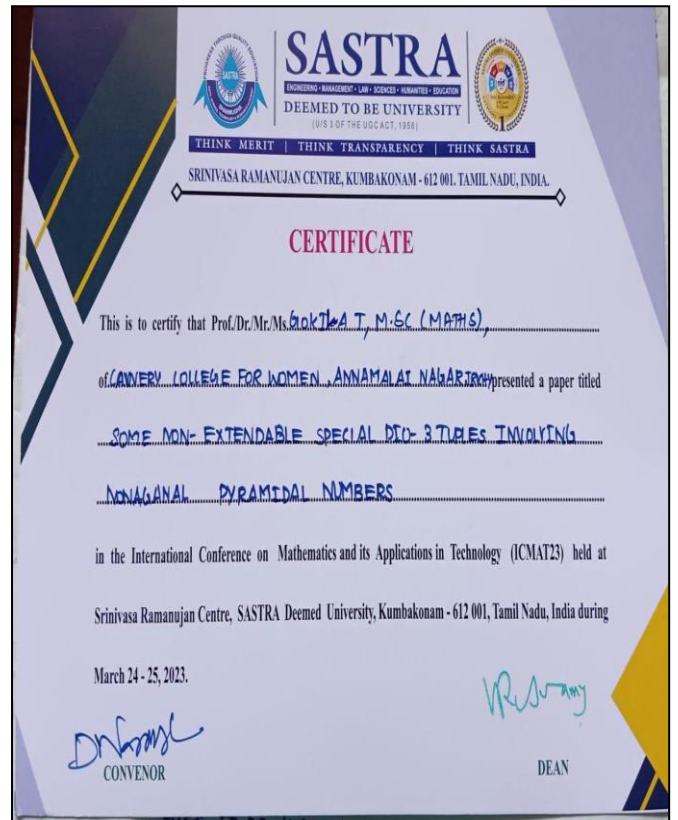 SASTRA
ENGINEERING · MANAGEMENT · LAW · SCIENCES · HUMANITIES · EDUCATION
DEEMED TO BE UNIVERSITY
(U/S 3 OF THE UGC ACT, 1956)
THINK MERIT | THINK TRANSPARENCY | THINK SASTRA
SRINIVASA RAMANUJAN CENTRE, KUMBAKONAM - 612 001. TAMIL NADU, INDIA.
CERTIFICATE
This is to certify that Prof./Dr./Mr./Ms. GOKILA T, M.SC (MATHS),
of CAUVERY COLLEGE FOR WOMEN, ANNAMALAI NAGAR, TRICHY presented a paper titled
SOME NON-EXTENDABLE SPECIAL DIO-3 TUPLES INVOLVING
NONAGANAL PYRAMIDAL NUMBERS
in the International Conference on Mathematics and its Applications in Technology (ICMAT23) held at
Srinivasa Ramanujan Centre, SASTRA Deemed University, Kumbakonam - 612 001, Tamil Nadu, India during
March 24 - 25, 2023.
CONVENOR
DEAN